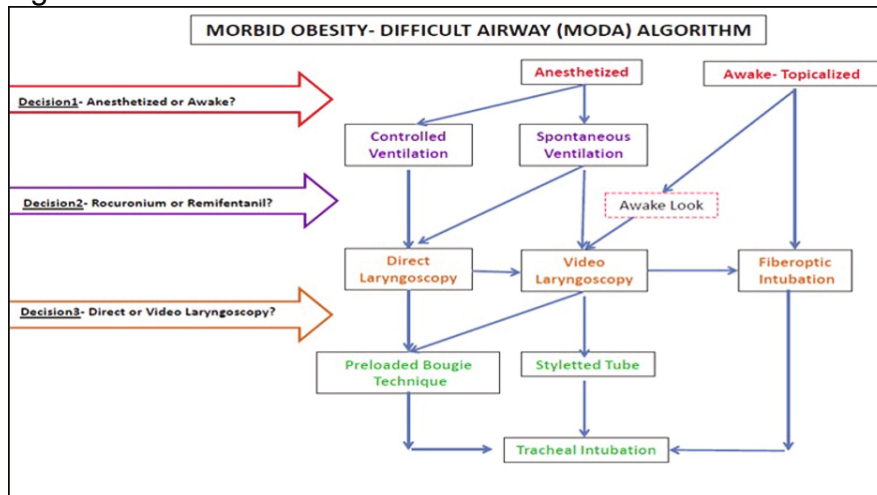 MORBID OBESITY- DIFFICULT AIRWAY (MODA) ALGORITHM
Anesthetized
Awake- Topicalized
Decision1- Anesthetized or Awake?
Controlled
Ventilation
Spontaneous
Ventilation
Decision2- Rocuronium or Remifentanil?
Awake Look
Direct
Laryngoscopy
Video
Laryngoscopy
Fiberoptic
Intubation
Decision3- Direct or Video Laryngoscopy?
Preloaded Bougie
Technique
Styletted Tube
Tracheal Intubation